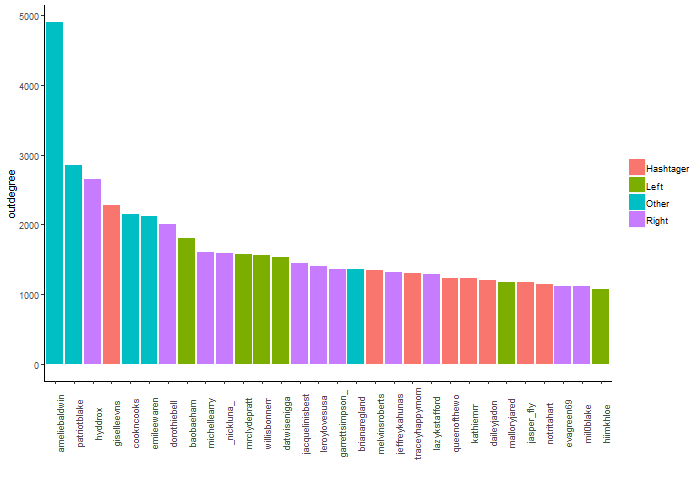 outdegree
5000
4000
3000
2000
1000
0
ameliebaldwin
patriotblake
hyddrox
giselleevns
cookncooks
emileewaren
dorothiebell
baobaeham
michellearry
_nickluna_
mrclydepratt
willisbonnerr
datwisenigga
jacquelinisbest
leroylovesusa
garrettsimpson_
brianaregland
melvinsroberts
jeffreykahunas
traceyhappymom
lazykstafford
queenofthewo
kathiemrr
daileyjadon
malloryjared
jasper_fly
notritahart
evagreen69
mil0blake
hiimkhloe
Hashtager
Left
Other
Right